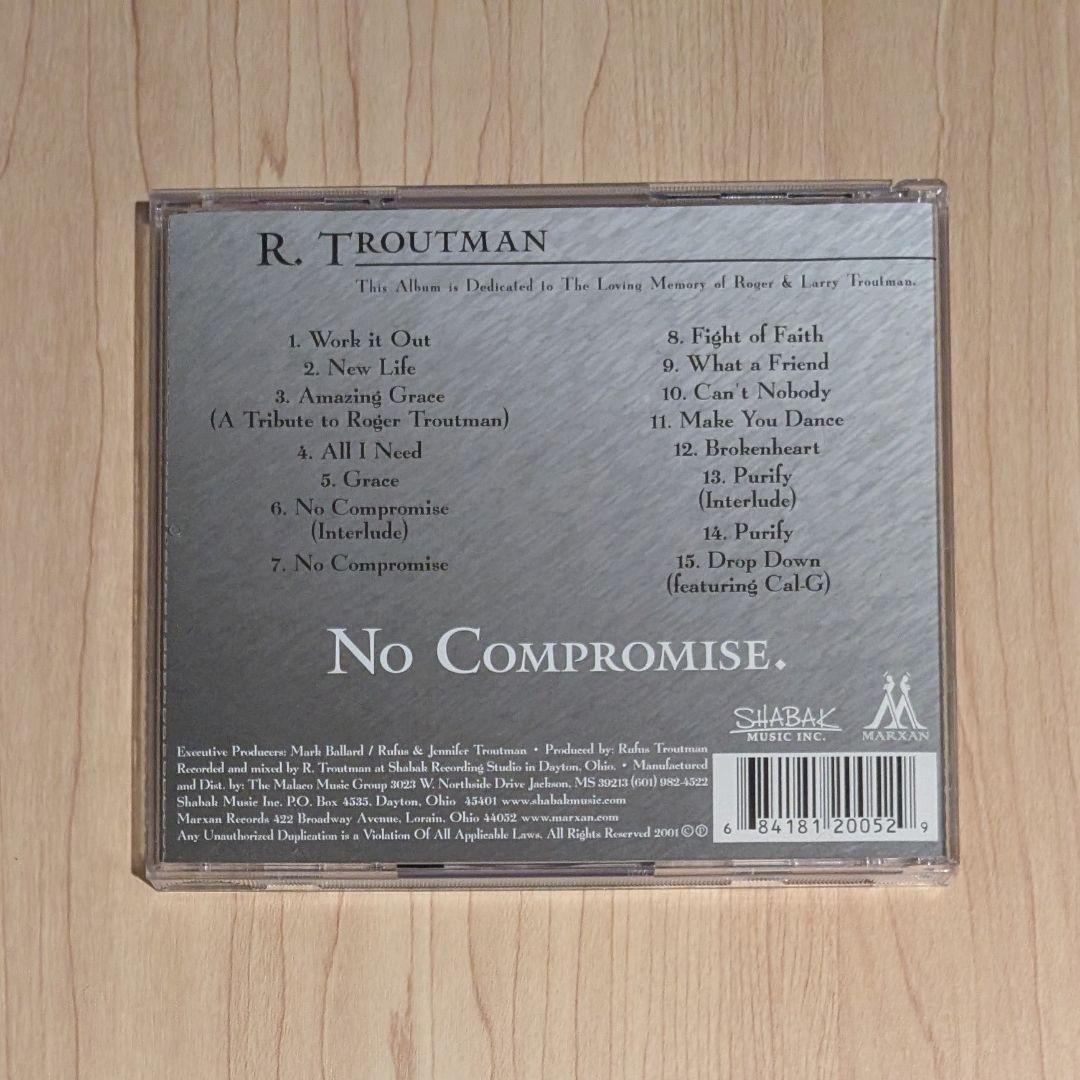 R. TROUTMAN
This Album is Dedicated to The Loving Memory of Roger & Larry Troutman.
1. Work it Out
2. New Life
3. Amazing Grace
(A Tribute to Roger Troutman)
4. All I Need
5. Grace
6. No Compromise
(Interlude)
7. No Compromise
8. Fight of Faith
9. What a Friend
10. Can't Nobody
11. Make You Dance
12. Brokenheart
13. Purify
(Interlude)
14. Purify
15. Drop Down
(featuring Cal-G)
NO COMPROMISE.
SHABAK
MUSIC INC.
MARXAN
Executive Producers: Mark Ballard / Rufus & Jennifer Troutman • Produced by: Rufus Troutman
Recorded and mixed by R. Troutman at Shabak Recording Studio in Dayton, Ohio. • Manufactured
and Dist. by: The Malaco Music Group 3023 W. Northside Drive Jackson, MS 39213 (601) 982-4522
Shabak Music Inc. P.O. Box 4535, Dayton, Ohio 45401 www.shabakmusic.com
Marxan Records 422 Broadway Avenue, Lorain, Ohio 44052 www.marxan.com
Any Unauthorized Duplication is a Violation Of All Applicable Laws. All Rights Reserved 2001 © ℗
6 84181 20052 9